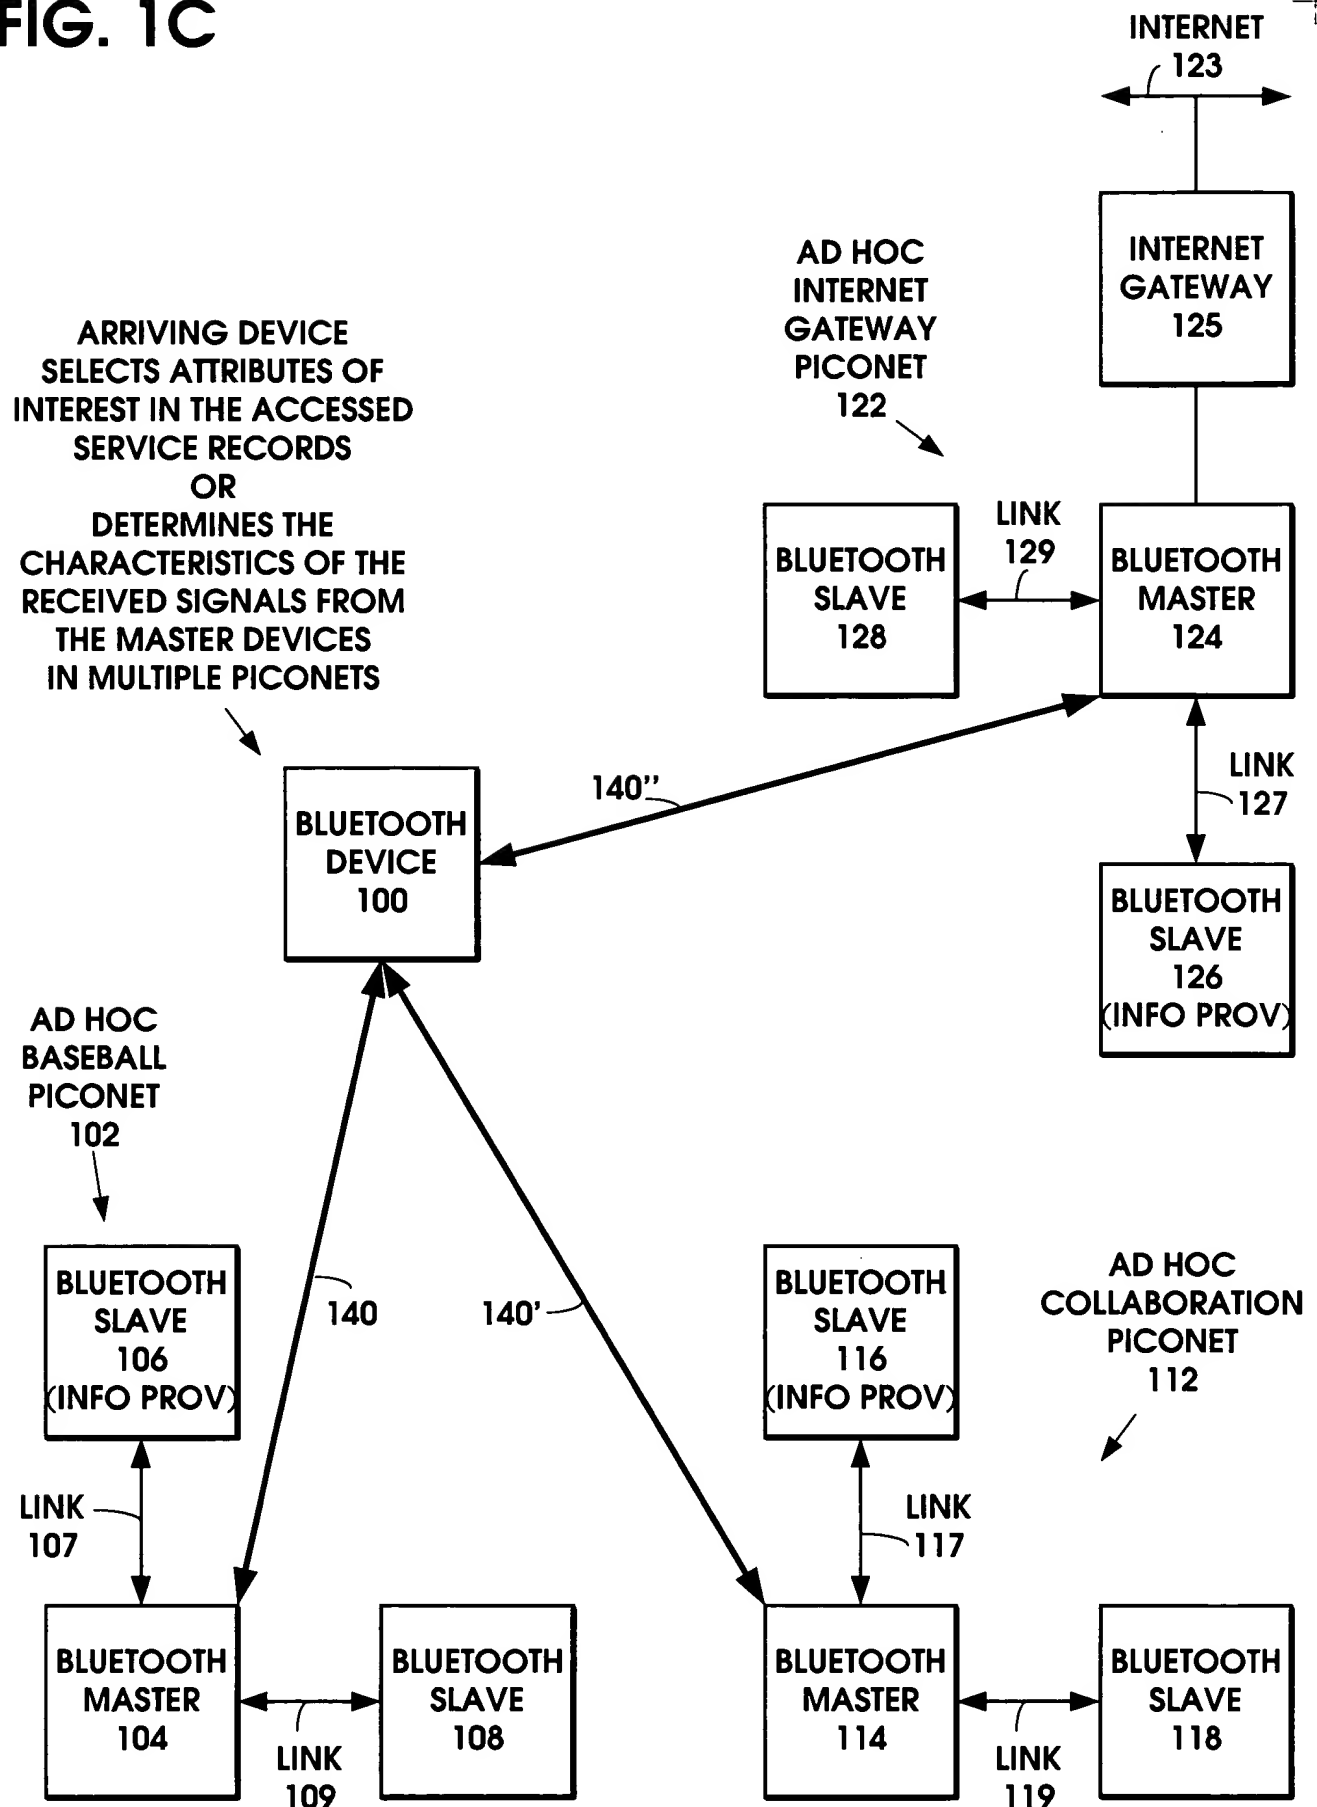 FIG. 1C
INTERNET
123
INTERNET
GATEWAY
125
AD HOC
INTERNET
GATEWAY
PICONET
122
ARRIVING DEVICE
SELECTS ATTRIBUTES OF
INTEREST IN THE ACCESSED
SERVICE RECORDS
OR
DETERMINES THE
CHARACTERISTICS OF THE
RECEIVED SIGNALS FROM
THE MASTER DEVICES
IN MULTIPLE PICONETS
BLUETOOTH
SLAVE
128
LINK
129
BLUETOOTH
MASTER
124
140''
LINK
127
BLUETOOTH
DEVICE
100
BLUETOOTH
SLAVE
126
(INFO PROV)
AD HOC
BASEBALL
PICONET
102
BLUETOOTH
SLAVE
106
(INFO PROV)
140
140'
BLUETOOTH
SLAVE
116
(INFO PROV)
AD HOC
COLLABORATION
PICONET
112
LINK
107
LINK
117
BLUETOOTH
MASTER
104
LINK
109
BLUETOOTH
SLAVE
108
BLUETOOTH
MASTER
114
LINK
119
BLUETOOTH
SLAVE
118